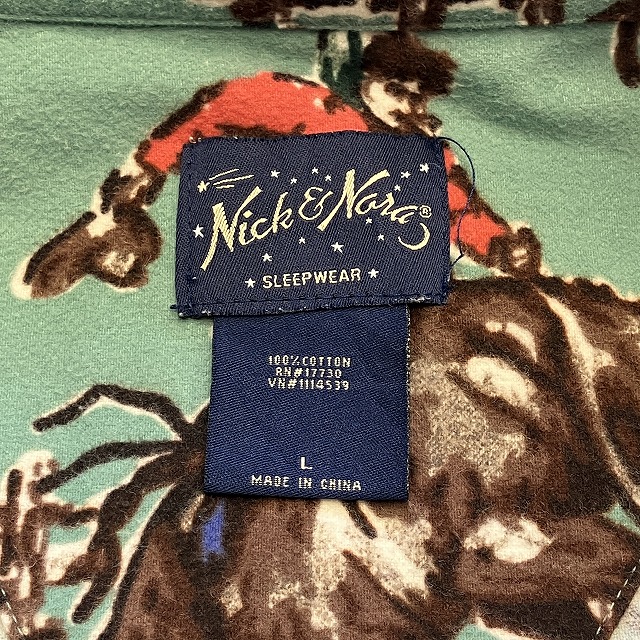 Nick & Nora®
SLEEPWEAR
100% COTTON
RN#17730
VN#1114539
L
MADE IN CHINA